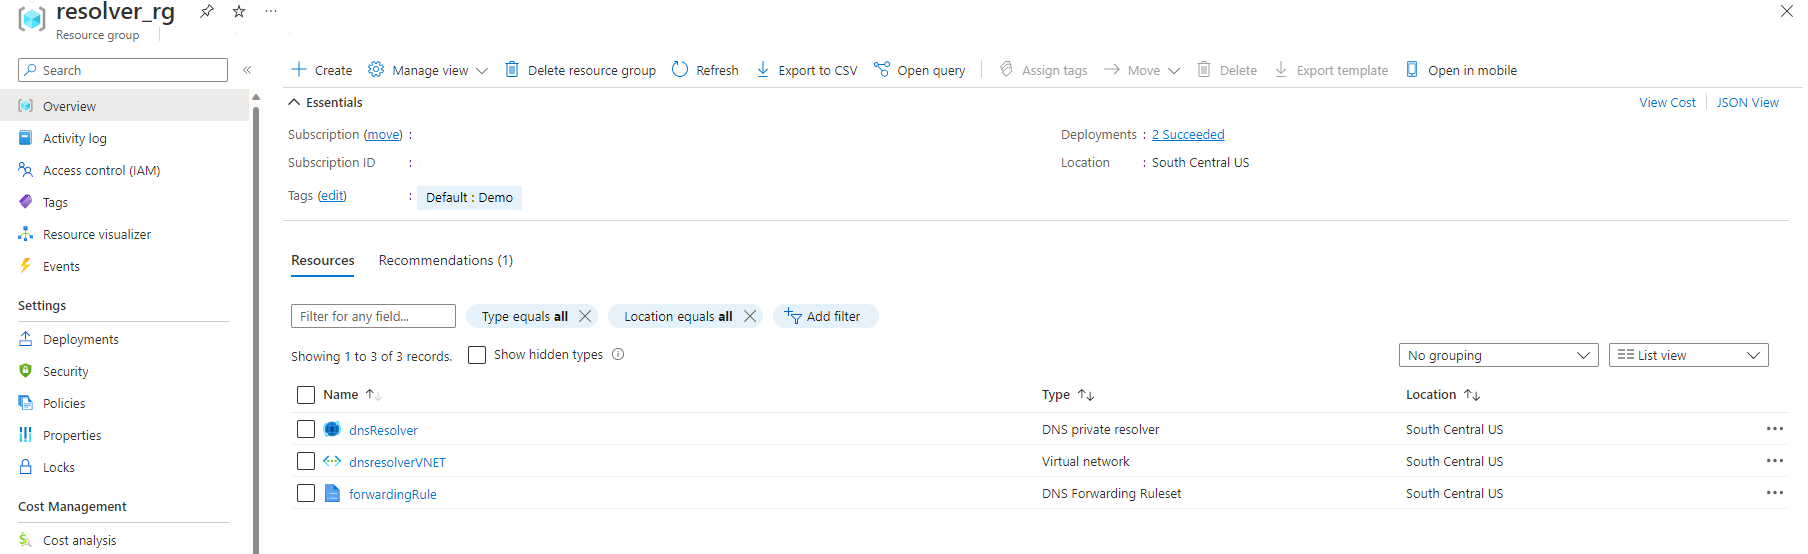 resolver_rg
Resource group
Search
Overview
Activity log
Access control (IAM)
Tags
Resource visualizer
Events
Settings
Deployments
Security
Policies
Properties
Locks
Cost Management
Cost analysis
Create Manage view Delete resource group Refresh Export to CSV Open query Assign tags Move Delete Export template Open in mobile
Essentials
View Cost JSON View
Subscription (move) : Deployments : 2 Succeeded
Subscription ID : Location : South Central US
Tags (edit) : Default : Demo
Resources Recommendations (1)
Filter for any field... Type equals all Location equals all Add filter
Showing 1 to 3 of 3 records. Show hidden types No grouping List view
Name Type Location
dnsResolver DNS private resolver South Central US
dnsresolverVNET Virtual network South Central US
forwardingRule DNS Forwarding Ruleset South Central US